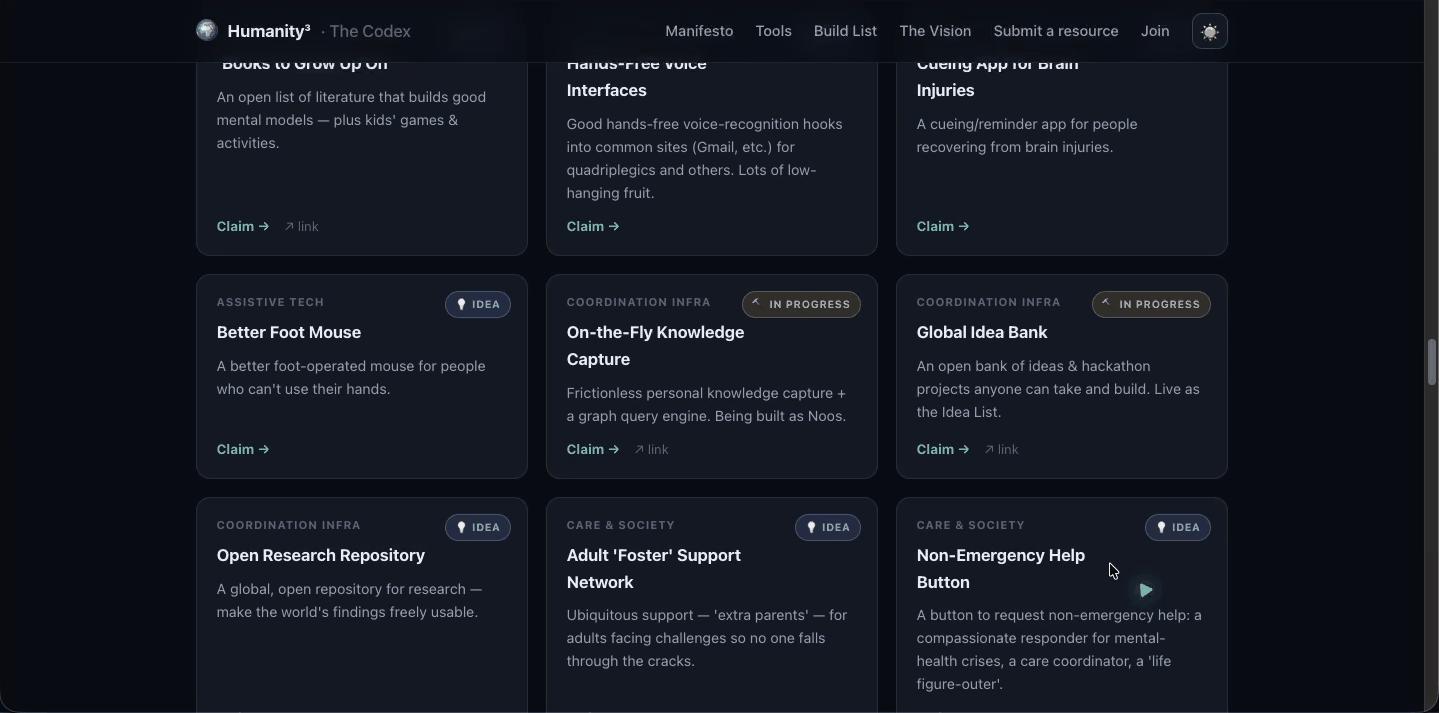 Humanity³ · The Codex
Manifesto
Tools
Build List
The Vision
Submit a resource
Join
"Books to Grow Up On"
An open list of literature that builds good
mental models — plus kids' games &
activities.
Claim →
↗ link
Hands-Free Voice
Interfaces
Good hands-free voice-recognition hooks
into common sites (Gmail, etc.) for
quadriplegics and others. Lots of low-
hanging fruit.
Claim →
Cueing App for Brain
Injuries
A cueing/reminder app for people
recovering from brain injuries.
Claim →
ASSISTIVE TECH
IDEA
Better Foot Mouse
A better foot-operated mouse for people
who can't use their hands.
Claim →
COORDINATION INFRA
IN PROGRESS
On-the-Fly Knowledge
Capture
Frictionless personal knowledge capture +
a graph query engine. Being built as Noos.
Claim →
↗ link
COORDINATION INFRA
IN PROGRESS
Global Idea Bank
An open bank of ideas & hackathon
projects anyone can take and build. Live as
the Idea List.
Claim →
↗ link
COORDINATION INFRA
IDEA
Open Research Repository
A global, open repository for research —
make the world's findings freely usable.
CARE & SOCIETY
IDEA
Adult 'Foster' Support
Network
Ubiquitous support — 'extra parents' — for
adults facing challenges so no one falls
through the cracks.
CARE & SOCIETY
IDEA
Non-Emergency Help
Button
A button to request non-emergency help: a
compassionate responder for mental-
health crises, a care coordinator, a 'life
figure-outer'.